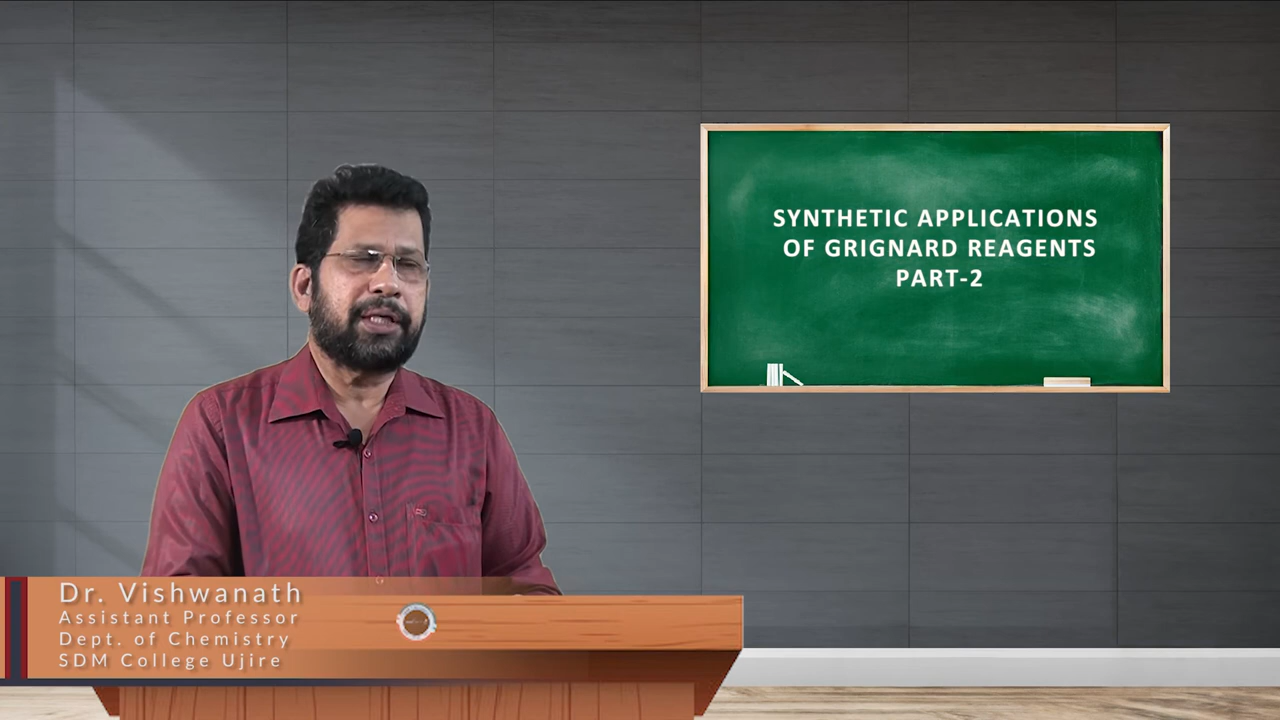 SYNTHETIC APPLICATIONS
OF GRIGNARD REAGENTS
PART-2
Dr. Vishwanath
Assistant Professor
Dept. of Chemistry
SDM College Ujire